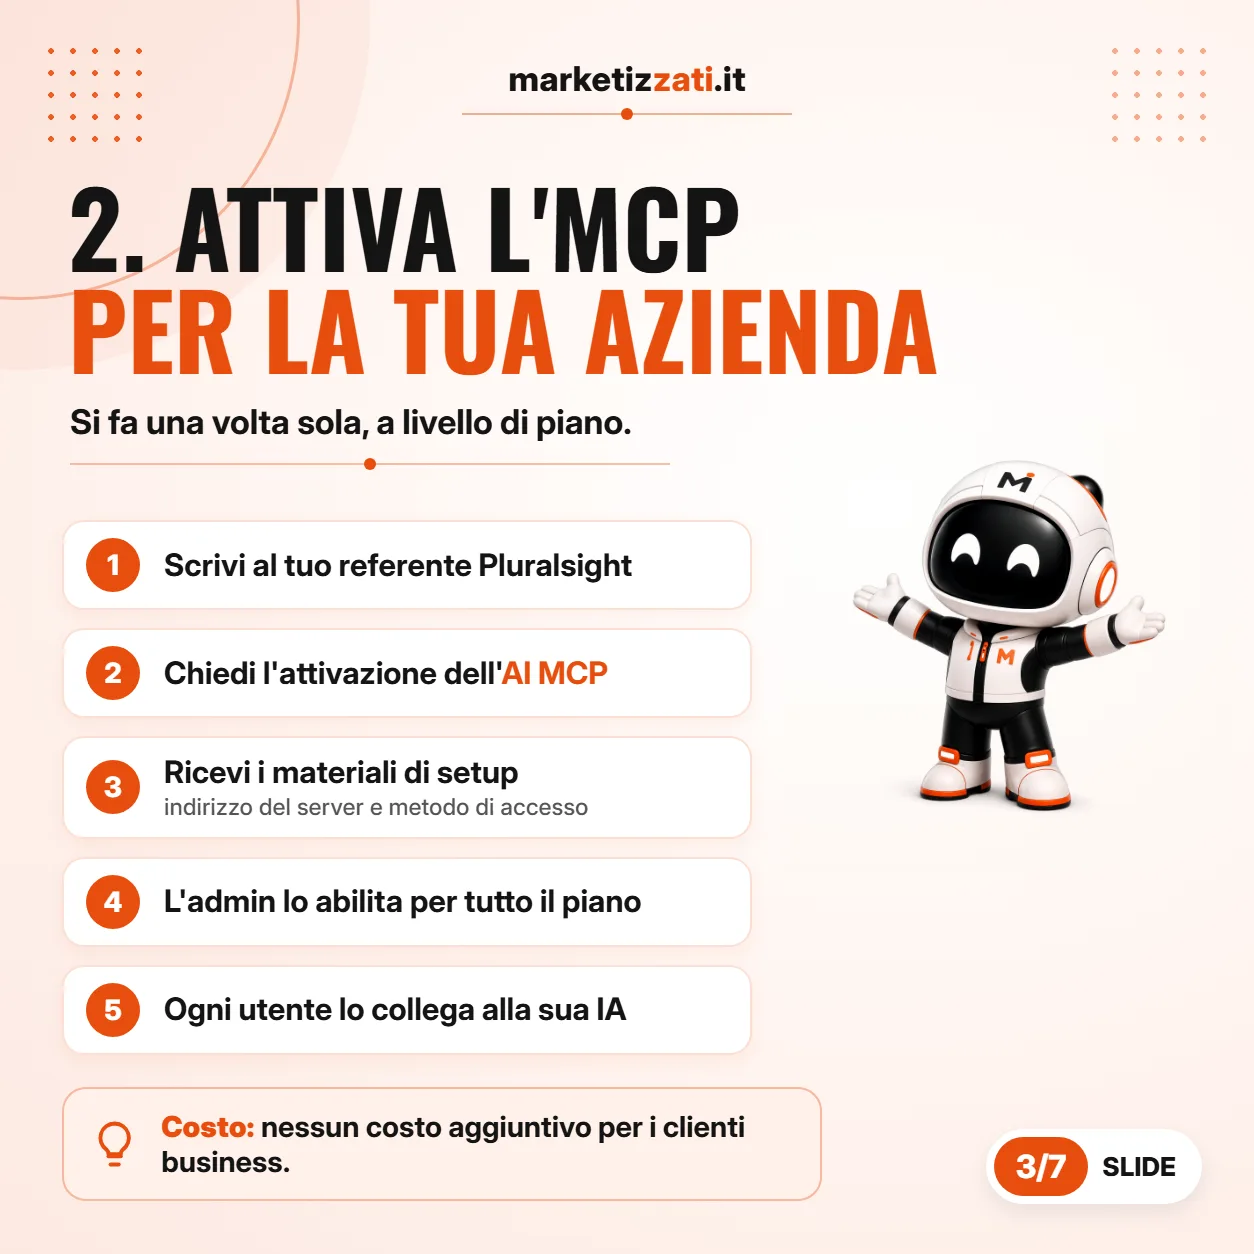 marketizzati.it
2. ATTIVA L'MCP
PER LA TUA AZIENDA
Si fa una volta sola, a livello di piano.
1 Scrivi al tuo referente Pluralsight
2 Chiedi l'attivazione dell'AI MCP
3 Ricevi i materiali di setup
indirizzo del server e metodo di accesso
4 L'admin lo abilita per tutto il piano
5 Ogni utente lo collega alla sua IA
Costo: nessun costo aggiuntivo per i clienti
business.
3/7 SLIDE
M
M